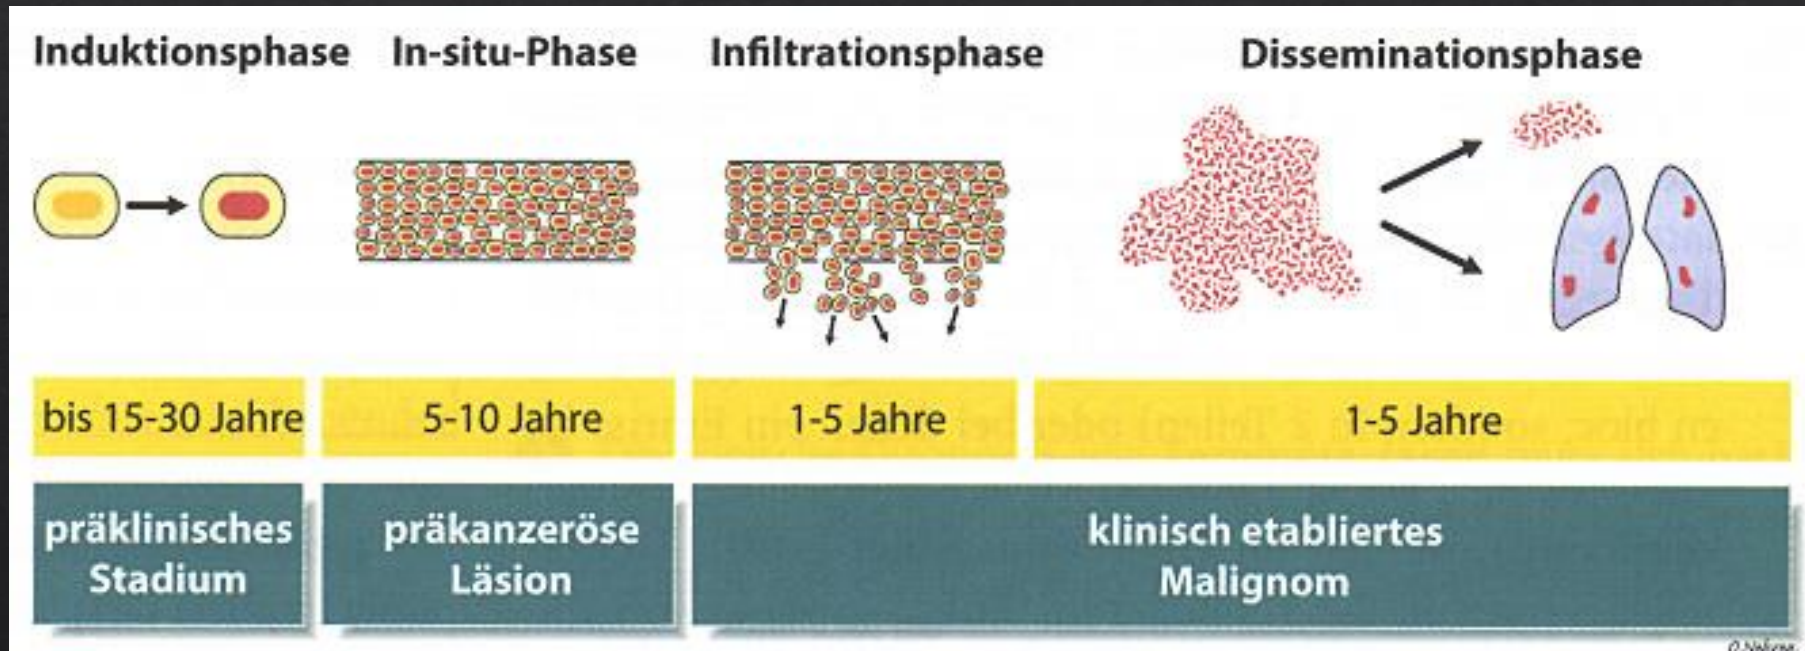 Induktionsphase In-situ-Phase Infiltrationsphase Disseminationsphase
bis 15-30 Jahre 5-10 Jahre 1-5 Jahre 1-5 Jahre
präklinisches
Stadium
präkanzeröse
Läsion
klinisch etabliertes
Malignom